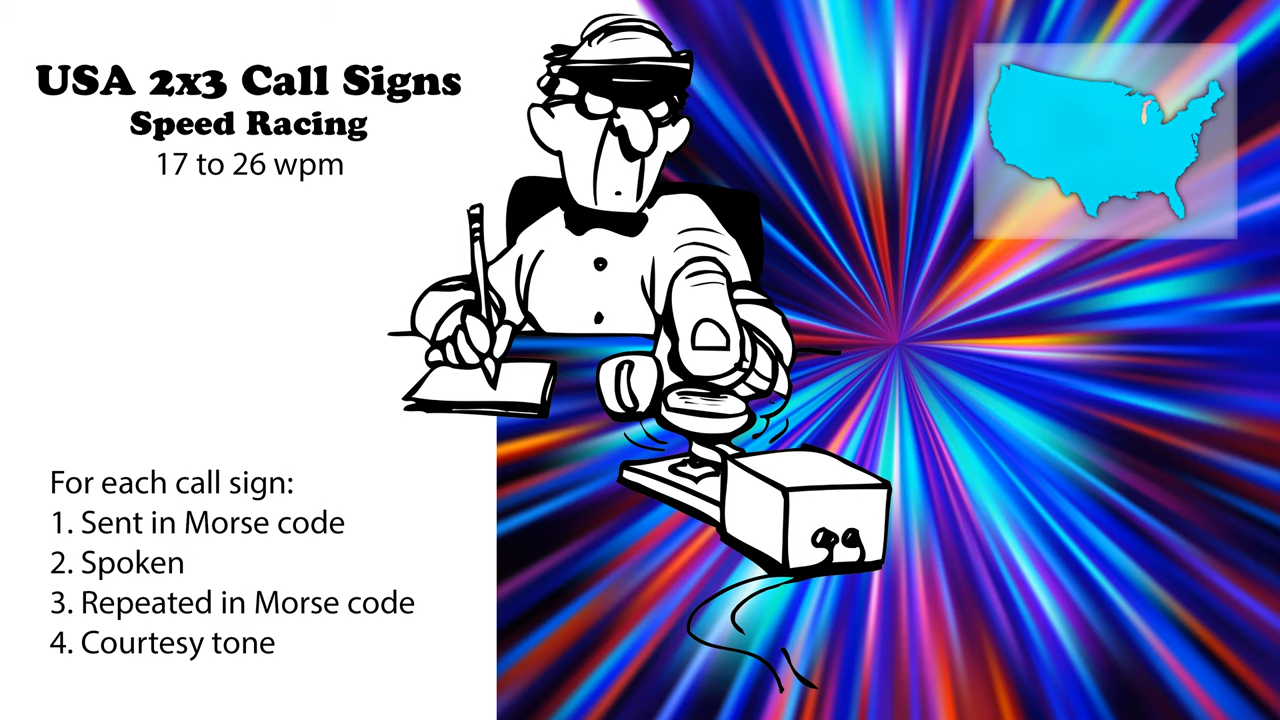 USA 2x3 Call Signs
Speed Racing
17 to 26 wpm
For each call sign:
1. Sent in Morse code
2. Spoken
3. Repeated in Morse code
4. Courtesy tone